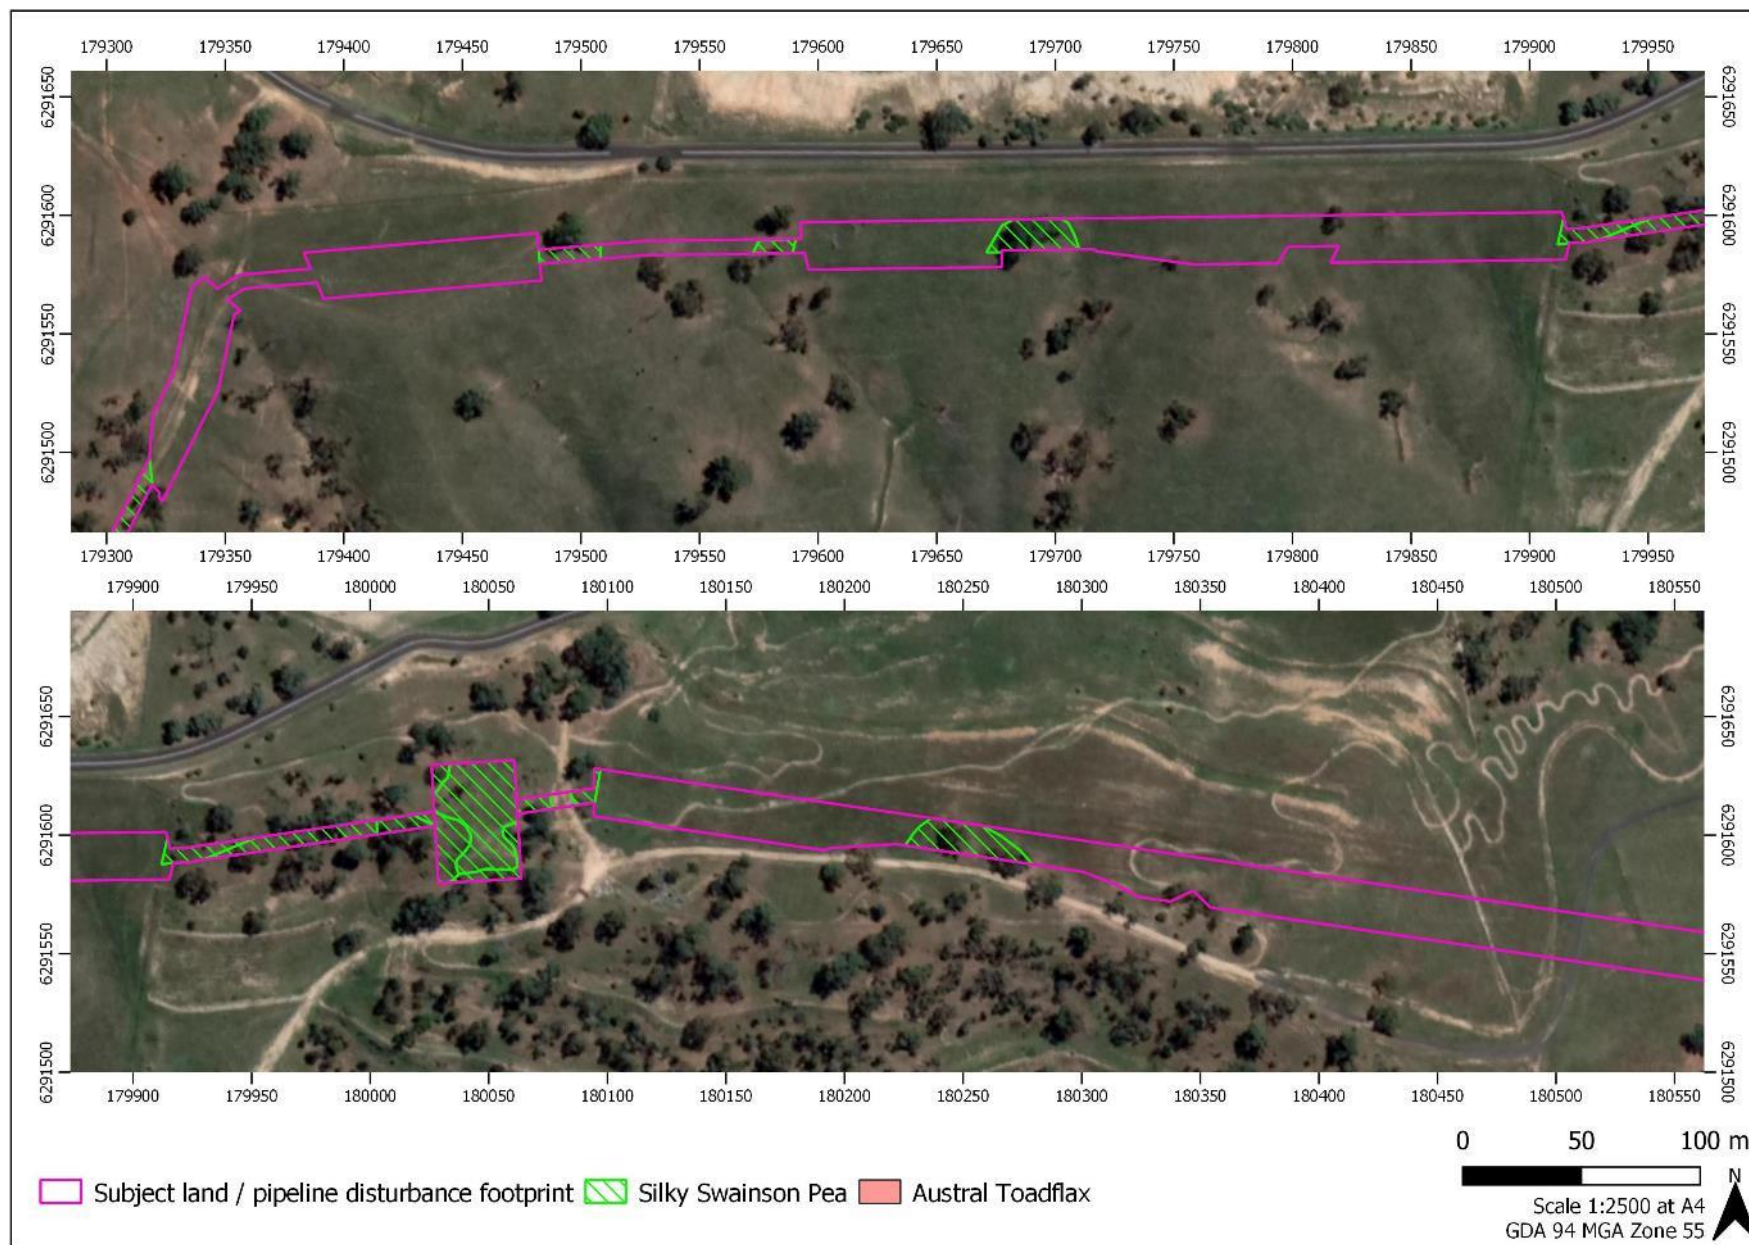 179300 179350 179400 179450 179500 179550 179600 179650 179700 179750 179800 179850 179900 179950
6291650 6291650
6291600 6291600
6291550 6291550
6291500 6291500
179300 179350 179400 179450 179500 179550 179600 179650 179700 179750 179800 179850 179900 179950
179900 179950 180000 180050 180100 180150 180200 180250 180300 180350 180400 180450 180500 180550
6291650 6291650
6291600 6291600
6291550 6291550
6291500 6291500
179900 179950 180000 180050 180100 180150 180200 180250 180300 180350 180400 180450 180500 180550
0 50 100 m
N
Subject land / pipeline disturbance footprint Silky Swainson Pea Austral Toadflax
Scale 1:2500 at A4
GDA 94 MGA Zone 55